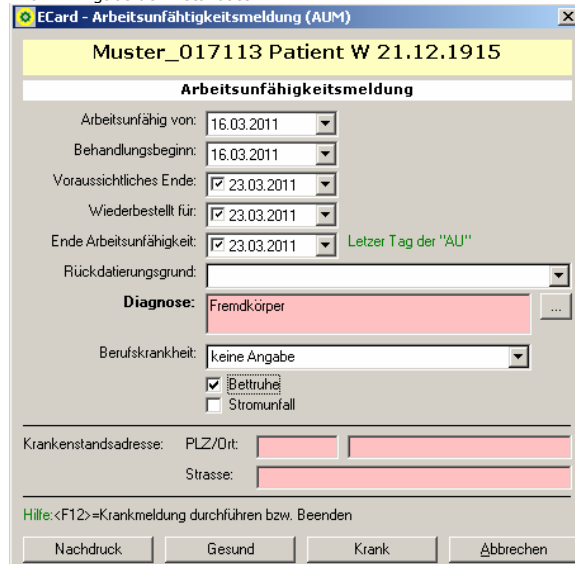 ECard - Arbeitsunfähtigkeitsmeldung (AUM)
Muster_017113 Patient W 21.12.1915
Arbeitsunfähigkeitsmeldung
Arbeitsunfähig von: 16.03.2011
Behandlungsbeginn: 16.03.2011
Voraussichtliches Ende: 23.03.2011
Wiederbestellt für: 23.03.2011
Ende Arbeitsunfähigkeit: 23.03.2011 Letzer Tag der "AU"
Rückdatierungsgrund:
Diagnose: Fremdkörper ...
Berufskrankheit: keine Angabe
Bettruhe
Stromunfall
Krankenstandsadresse: PLZ/Ort:
Strasse:
Hilfe:<F12>=Krankmeldung durchführen bzw. Beenden
Nachdruck Gesund Krank Abbrechen